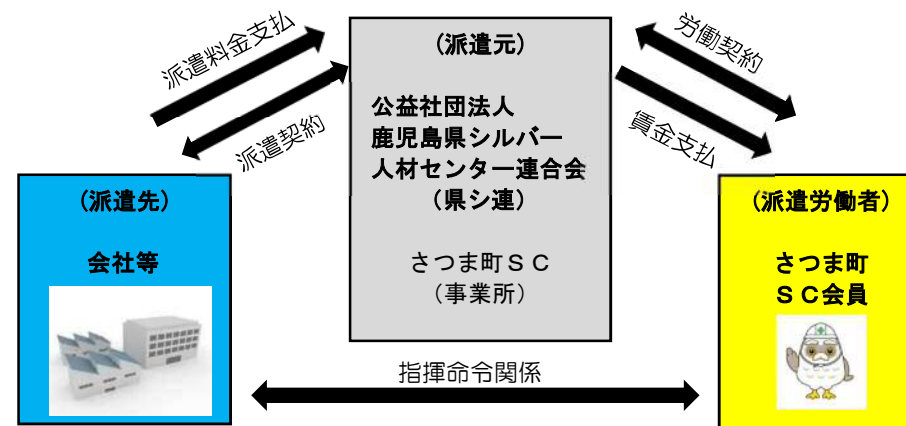 派遣料金支払
派遣契約
(派遣元)
公益社団法人
鹿児島県シルバー
人材センター連合会
(県シ連)
さつま町SC
(事業所)
労働契約
賃金支払
(派遣先)
会社等
(派遣労働者)
さつま町
SC会員
指揮命令関係